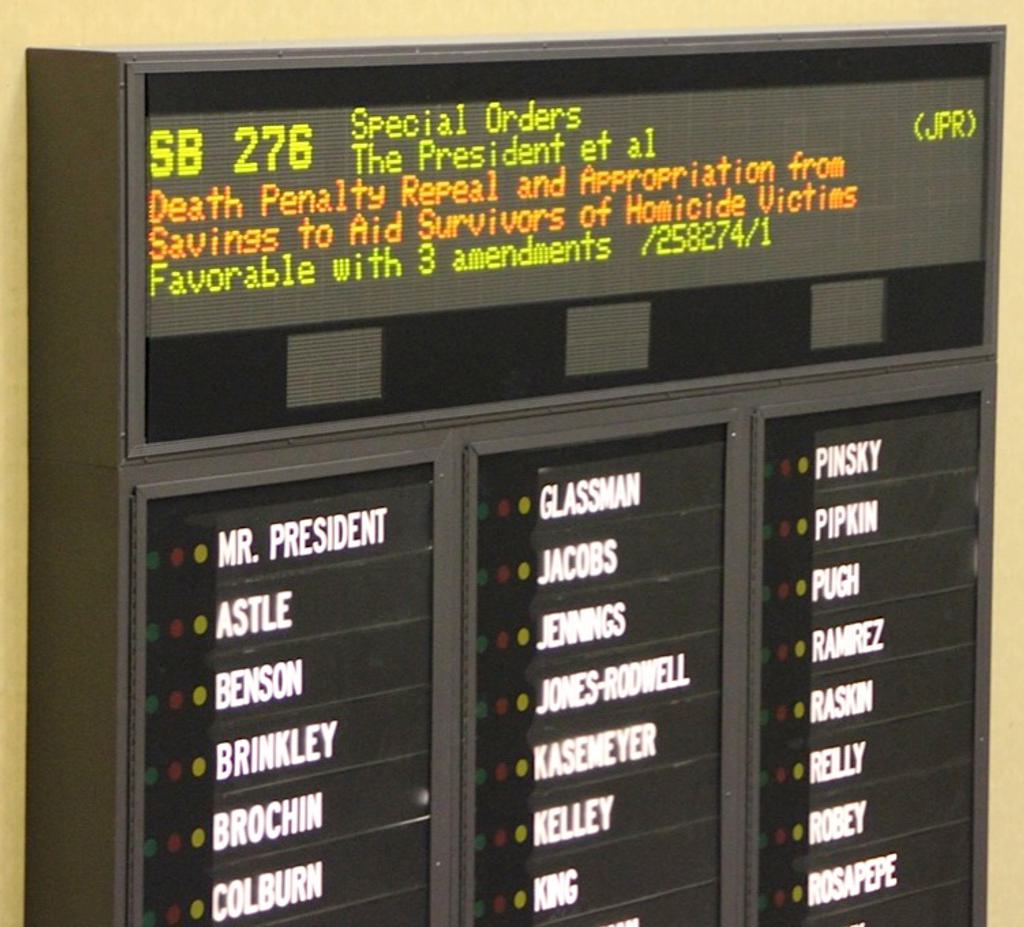 SB 276 Special Orders (JPR)
The President et al
Death Penalty Repeal and Appropriation from
Savings to Aid Survivors of Homicide Victims
Favorable with 3 amendments /258274/1
MR. PRESIDENT
ASTLE
BENSON
BRINKLEY
BROCHIN
COLBURN
GLASSMAN
JACOBS
JENNINGS
JONES-RODWELL
KASEMEYER
KELLEY
KING
PINSKY
PIPKIN
PUGH
RAMIREZ
RASKIN
REILLY
ROBEY
ROSAPEPE